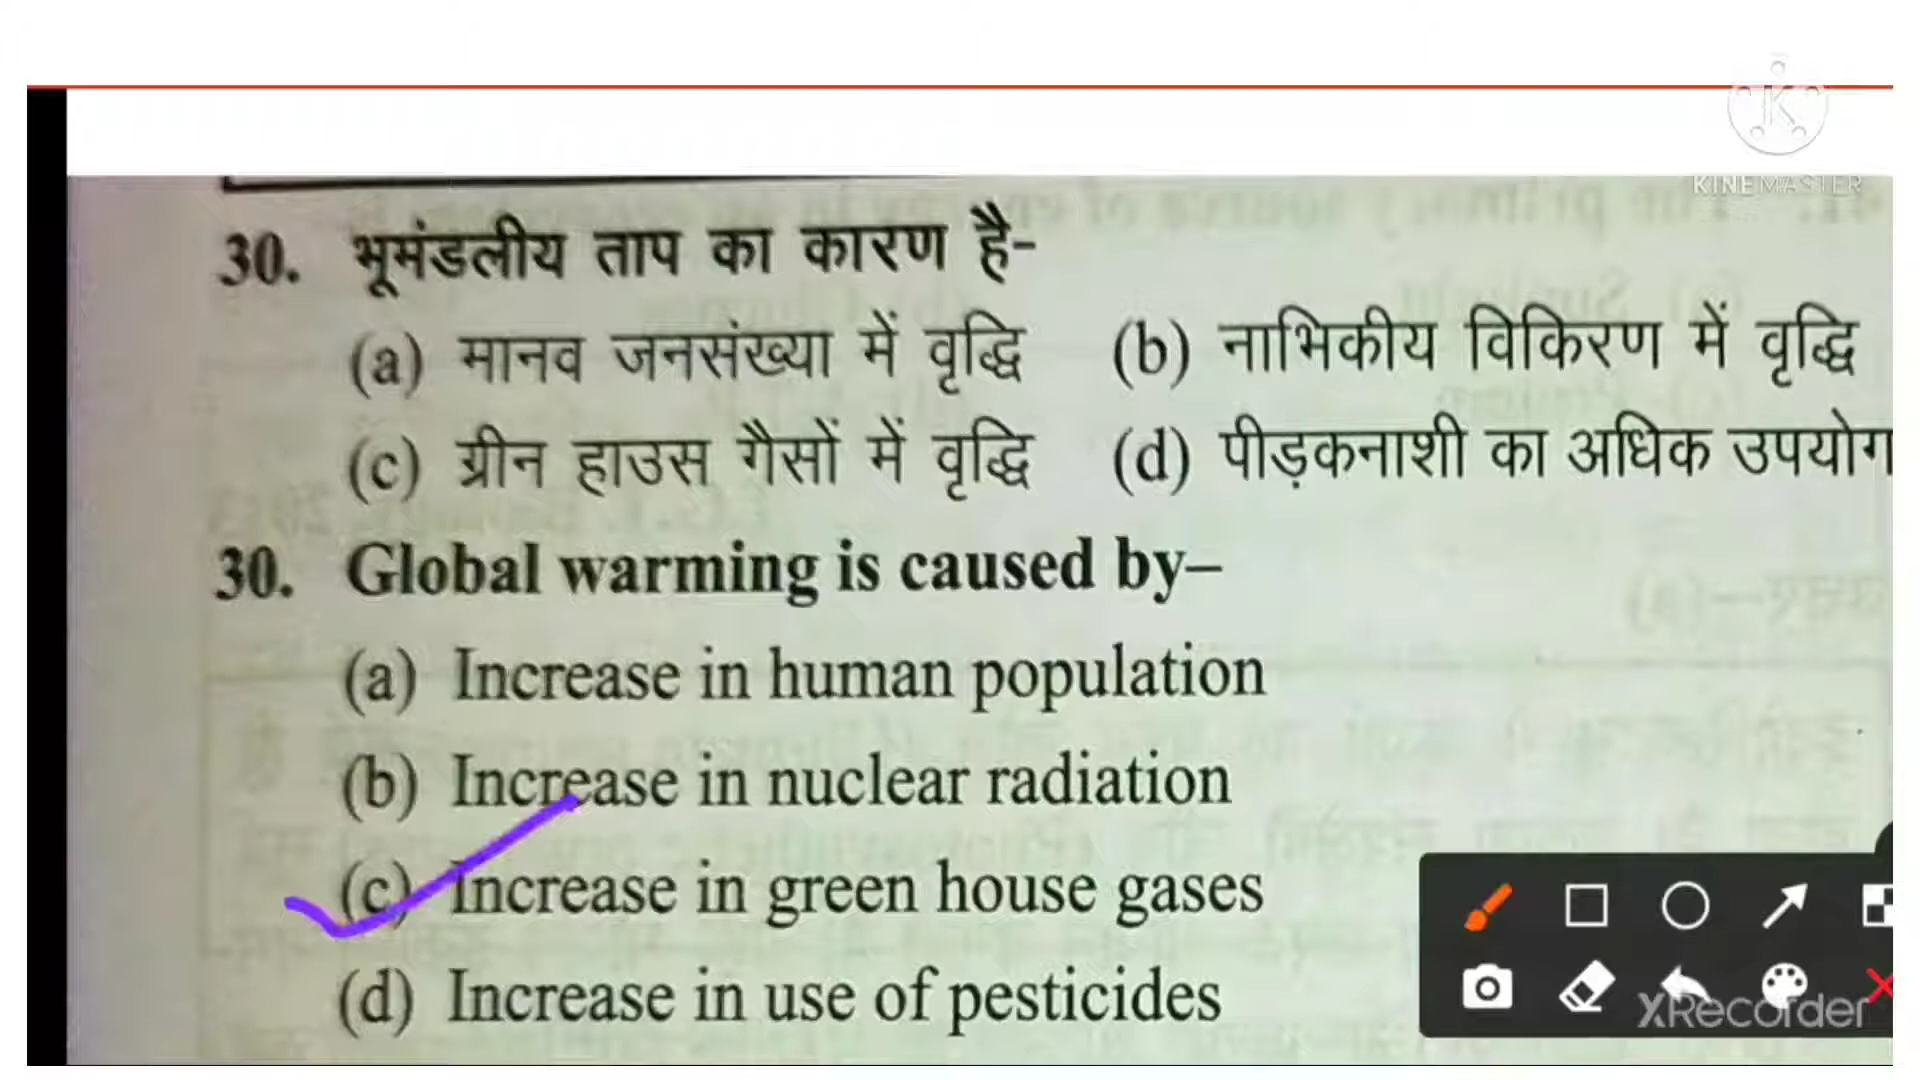 KINEMASTER
30. भूमंडलीय ताप का कारण है-
(a) मानव जनसंख्या में वृद्धि (b) नाभिकीय विकिरण में वृद्धि
(c) ग्रीन हाउस गैसों में वृद्धि (d) पीड़कनाशी का अधिक उपयोग
30. Global warming is caused by–
(a) Increase in human population
(b) Increase in nuclear radiation
(c) Increase in green house gases
(d) Increase in use of pesticides
XRecorder